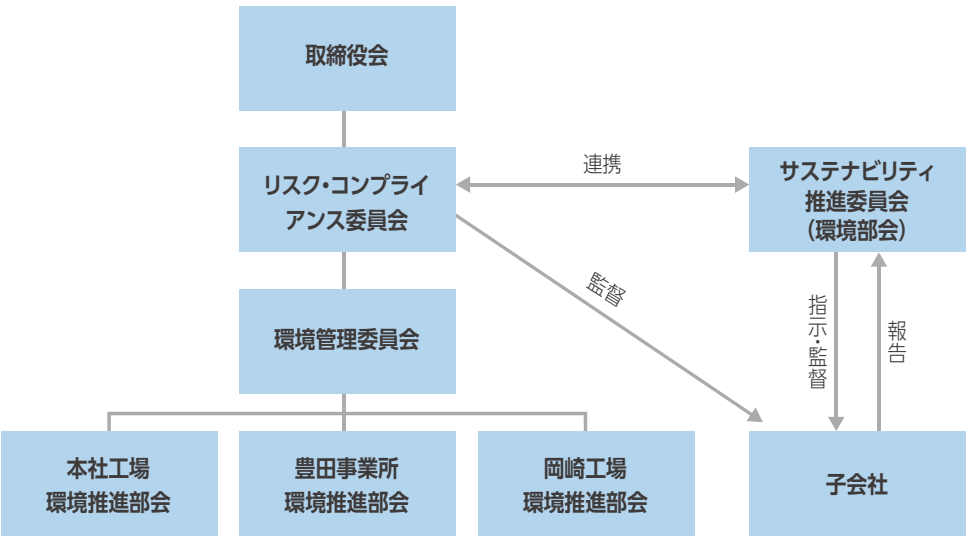 取締役会
リスク・コンプライ
アンス委員会
連携
サステナビリティ
推進委員会
（環境部会）
監督
指示・監督
報告
環境管理委員会
本社工場
環境推進部会
豊田事業所
環境推進部会
岡崎工場
環境推進部会
子会社